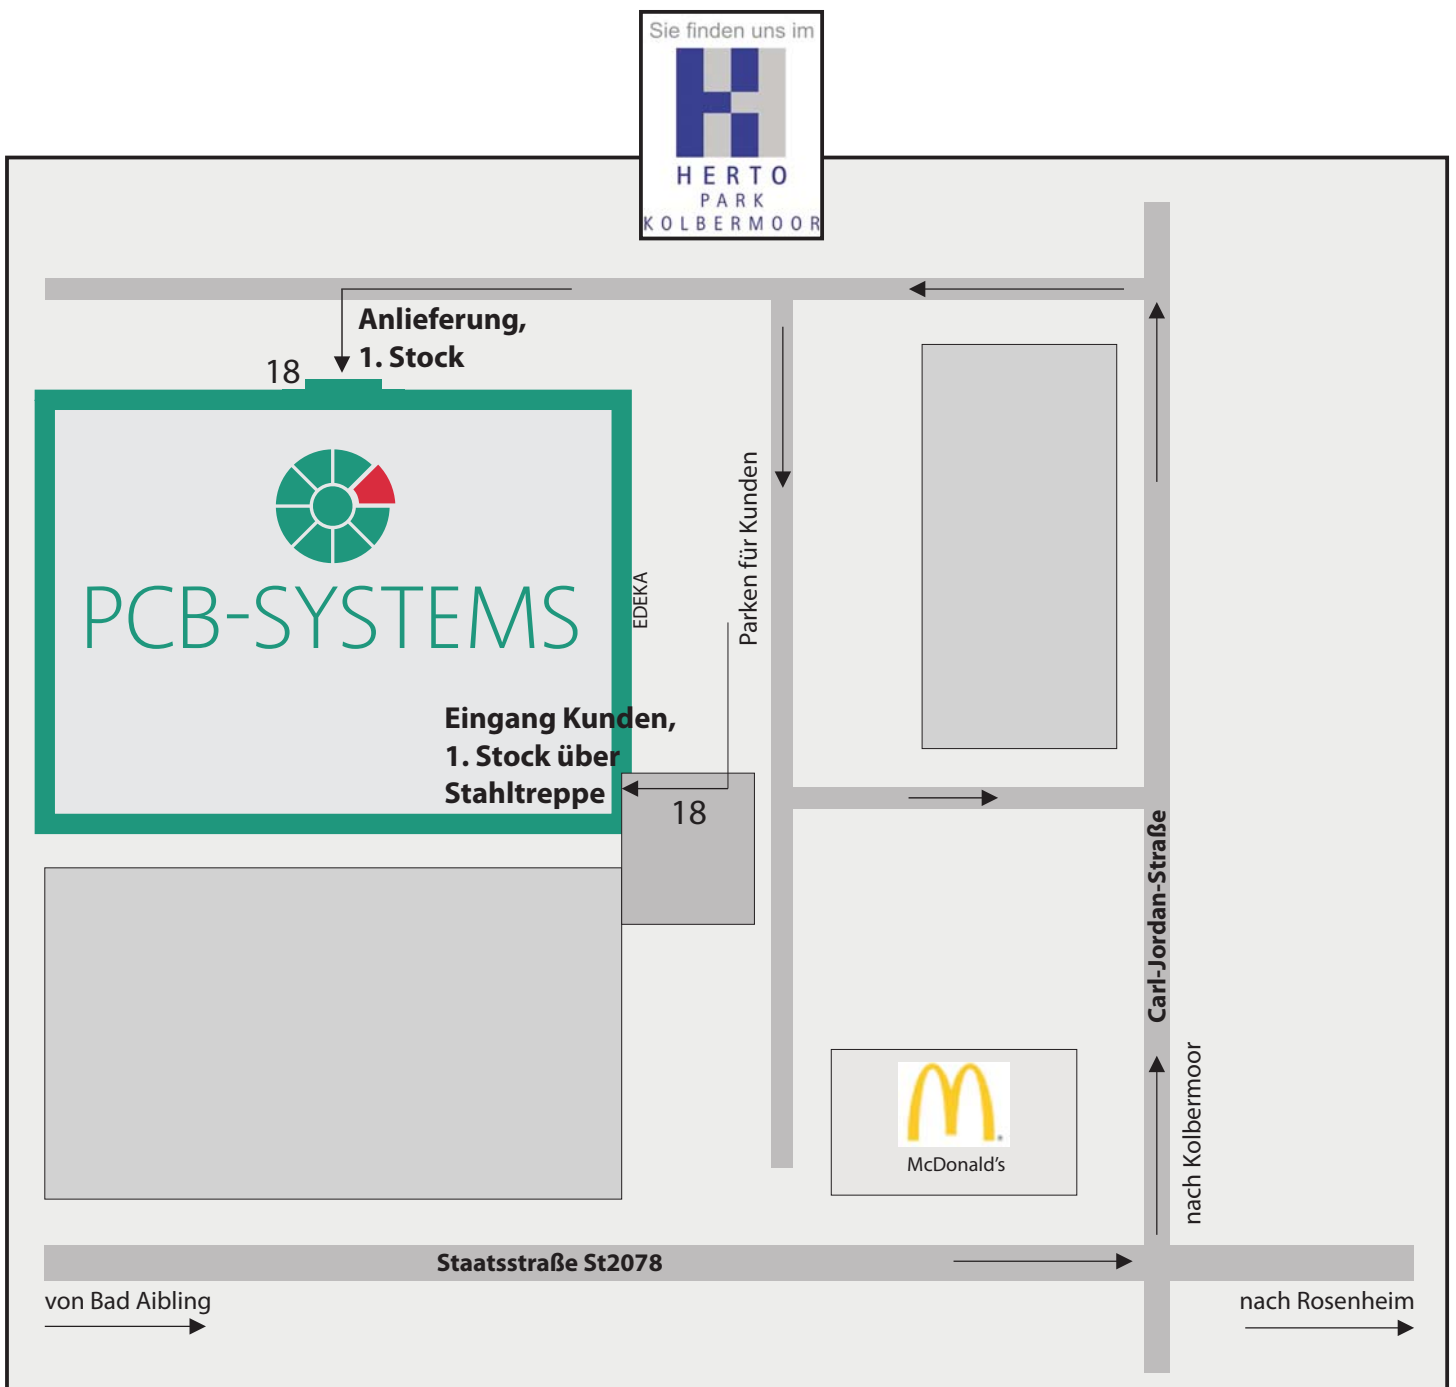 Sie finden uns im
HERTO
PARK
KOLBERMOOR
Anlieferung,
1. Stock
18
PCB-SYSTEMS
EDEKA
Parken für Kunden
Eingang Kunden,
1. Stock über
Stahltreppe
18
Carl-Jordan-Straße
nach Kolbermoor
McDonald's
Staatsstraße St2078
von Bad Aibling
nach Rosenheim